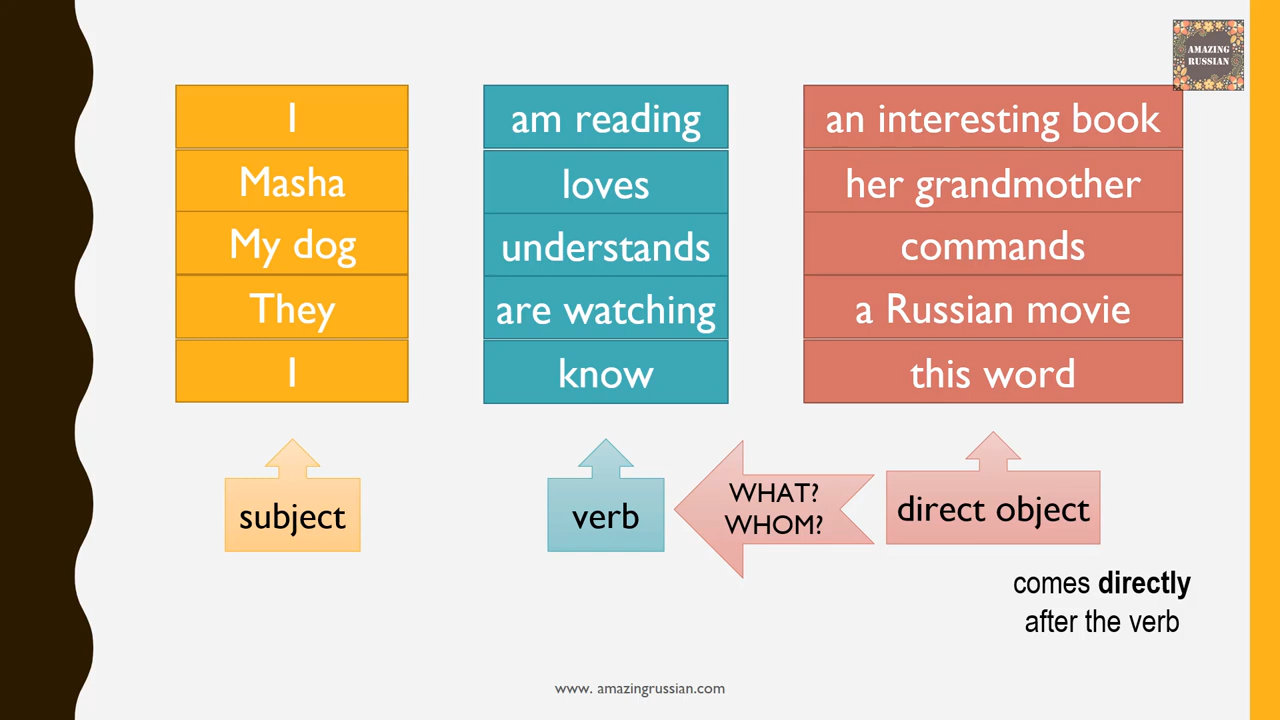 AMAZING
RUSSIAN
I am reading an interesting book
Masha loves her grandmother
My dog understands commands
They are watching a Russian movie
I know this word
subject
verb
WHAT?
WHOM?
direct object
comes directly
after the verb
www. amazingrussian.com